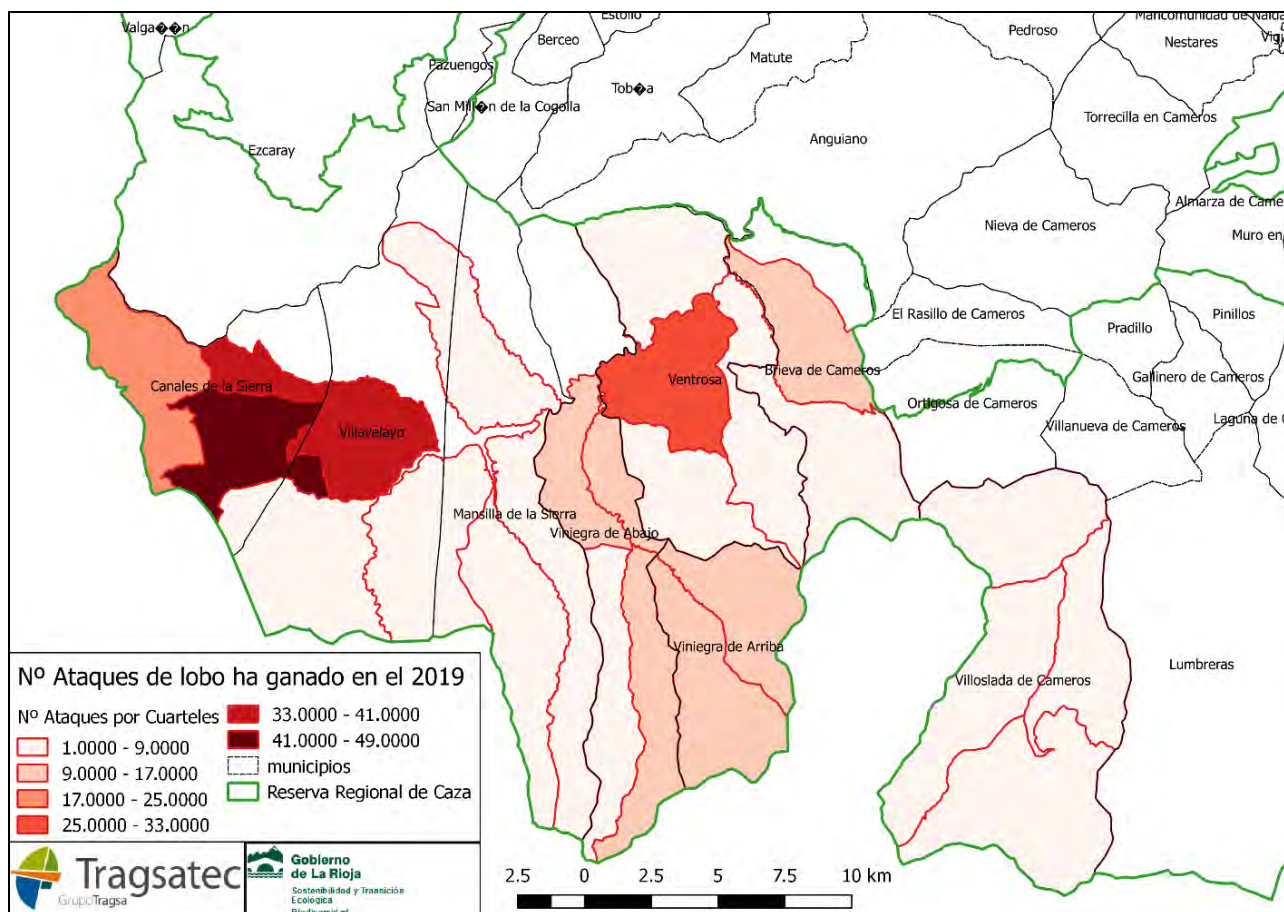 Estollo
Mancomunidad de Nalda
Valga��n
Berceo
Pedroso
Nestares
Matute
Pazuengos
Tob�a
San Mill�n de la Cogolla
Torrecilla en Cameros
Anguiano
Ezcaray
Almarza de Came
Nieva de Cameros
Muro en
El Rasillo de Cameros
Pinillos
Pradillo
Brieva de Cameros
Ventrosa
Gallinero de Cameros
Canales de la Sierra
Ortigosa de Cameros
Laguna de C
Villanueva de Cameros
Villavelayo
Mansilla de la Sierra
Viniegra de Abajo
Viniegra de Arriba
Lumbreras
Villoslada de Cameros
Nº Ataques de lobo ha ganado en el 2019
Nº Ataques por Cuarteles
1.0000 - 9.0000
9.0000 - 17.0000
17.0000 - 25.0000
25.0000 - 33.0000
33.0000 - 41.0000
41.0000 - 49.0000
municipios
Reserva Regional de Caza
Tragsatec
GrupoTragsa
Gobierno
de La Rioja
Sostenibilidad y Transición
Ecológica
Biodiversidad
2.5 0 2.5 5 7.5 10 km